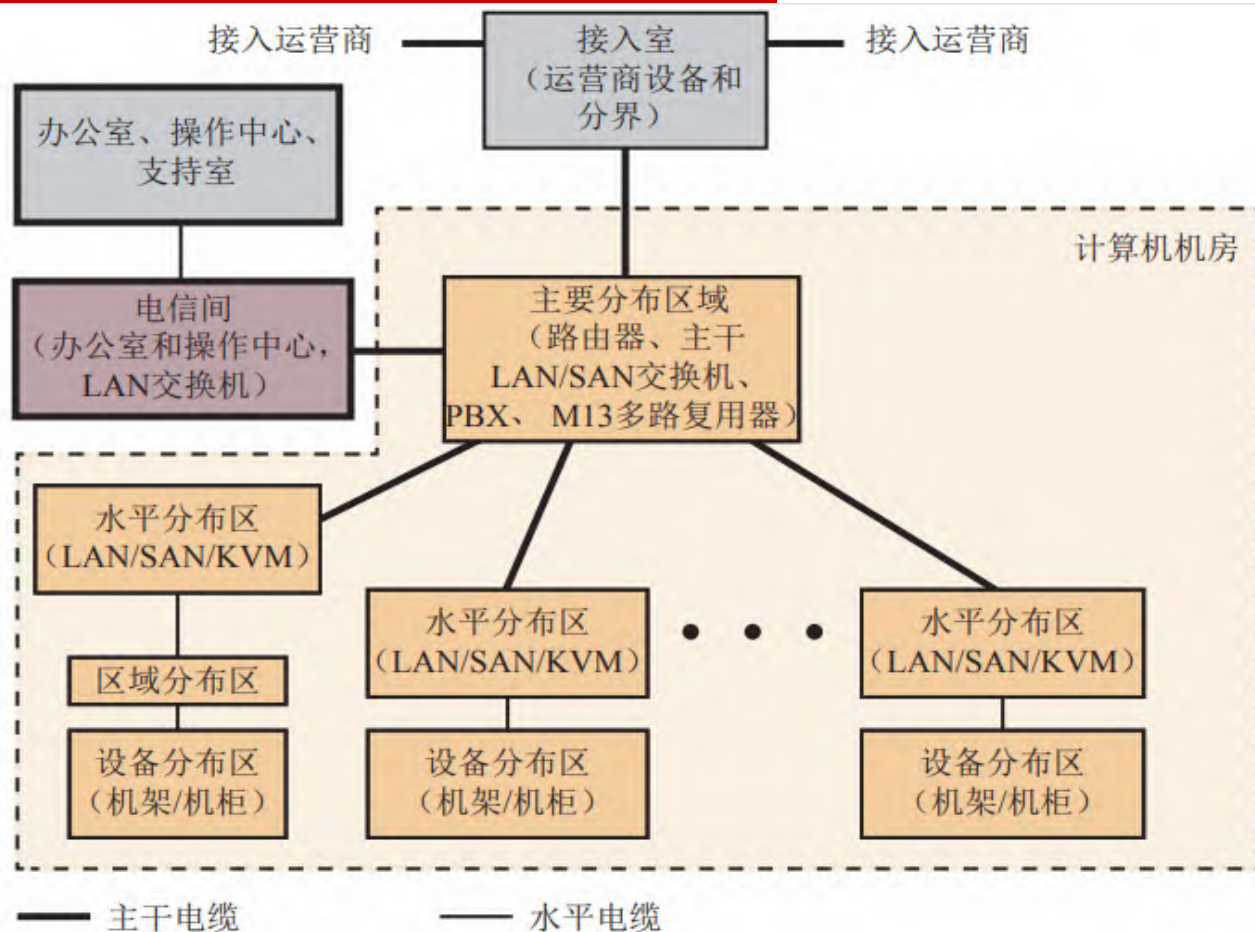 接入运营商
接入室
(运营商设备和
分界)
接入运营商
办公室、操作中心、
支持室
计算机机房
电信间
(办公室和操作中心,
LAN交换机)
主要分布区域
(路由器、主干
LAN/SAN交换机、
PBX、 M13多路复用器)
水平分布区
(LAN/SAN/KVM)
水平分布区
(LAN/SAN/KVM)
水平分布区
(LAN/SAN/KVM)
区域分布区
设备分布区
(机架/机柜)
设备分布区
(机架/机柜)
设备分布区
(机架/机柜)
主干电缆
水平电缆